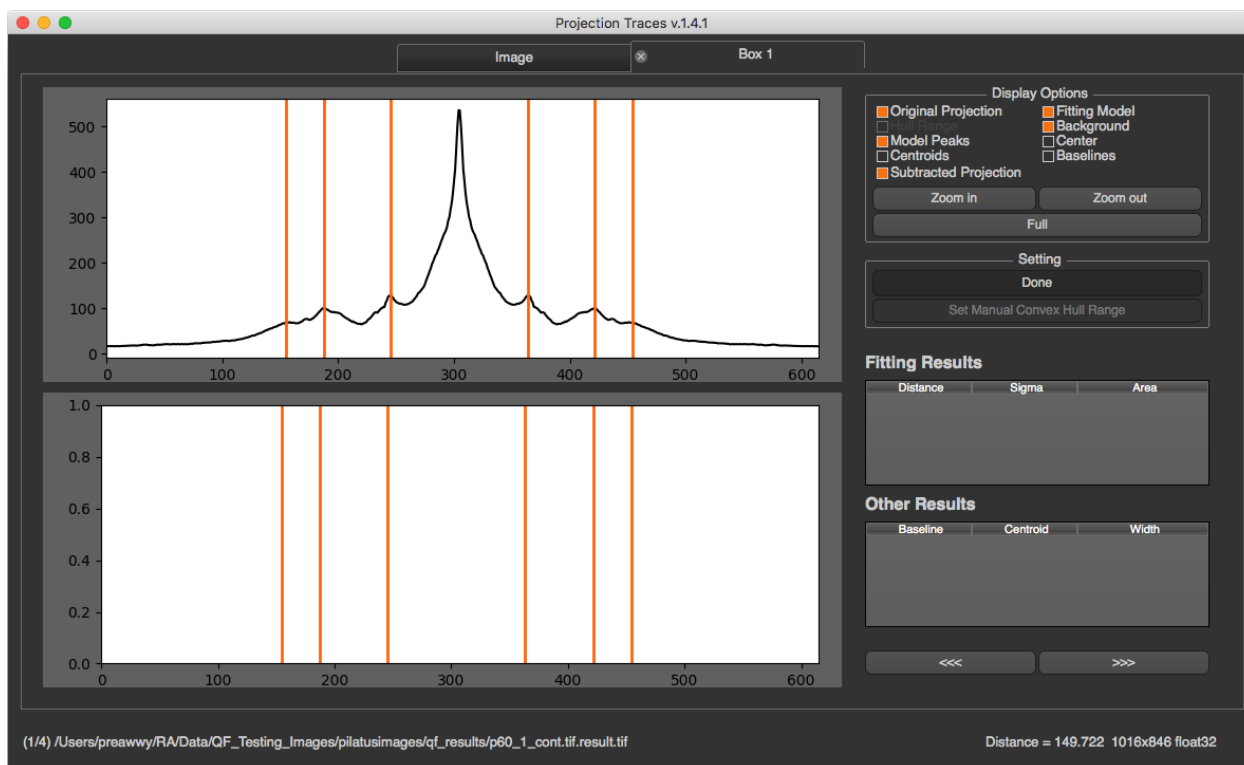 Projection Traces v.1.4.1
Image
Box 1
500
400
300
200
100
0
0 100 200 300 400 500 600
1.0
0.8
0.6
0.4
0.2
0.0
0 100 200 300 400 500 600
Display Options
Original Projection Fitting Model
Hull Range Background
Model Peaks Center
Centroids Baselines
Subtracted Projection
Zoom in Zoom out
Full
Setting
Done
Set Manual Convex Hull Range
Fitting Results
Distance Sigma Area
Other Results
Baseline Centroid Width
<<< >>>
(1/4) /Users/preawwy/RA/Data/QF_Testing_Images/pilatusimages/qf_results/p60_1_cont.tif.result.tif
Distance = 149.722 1016x846 float32